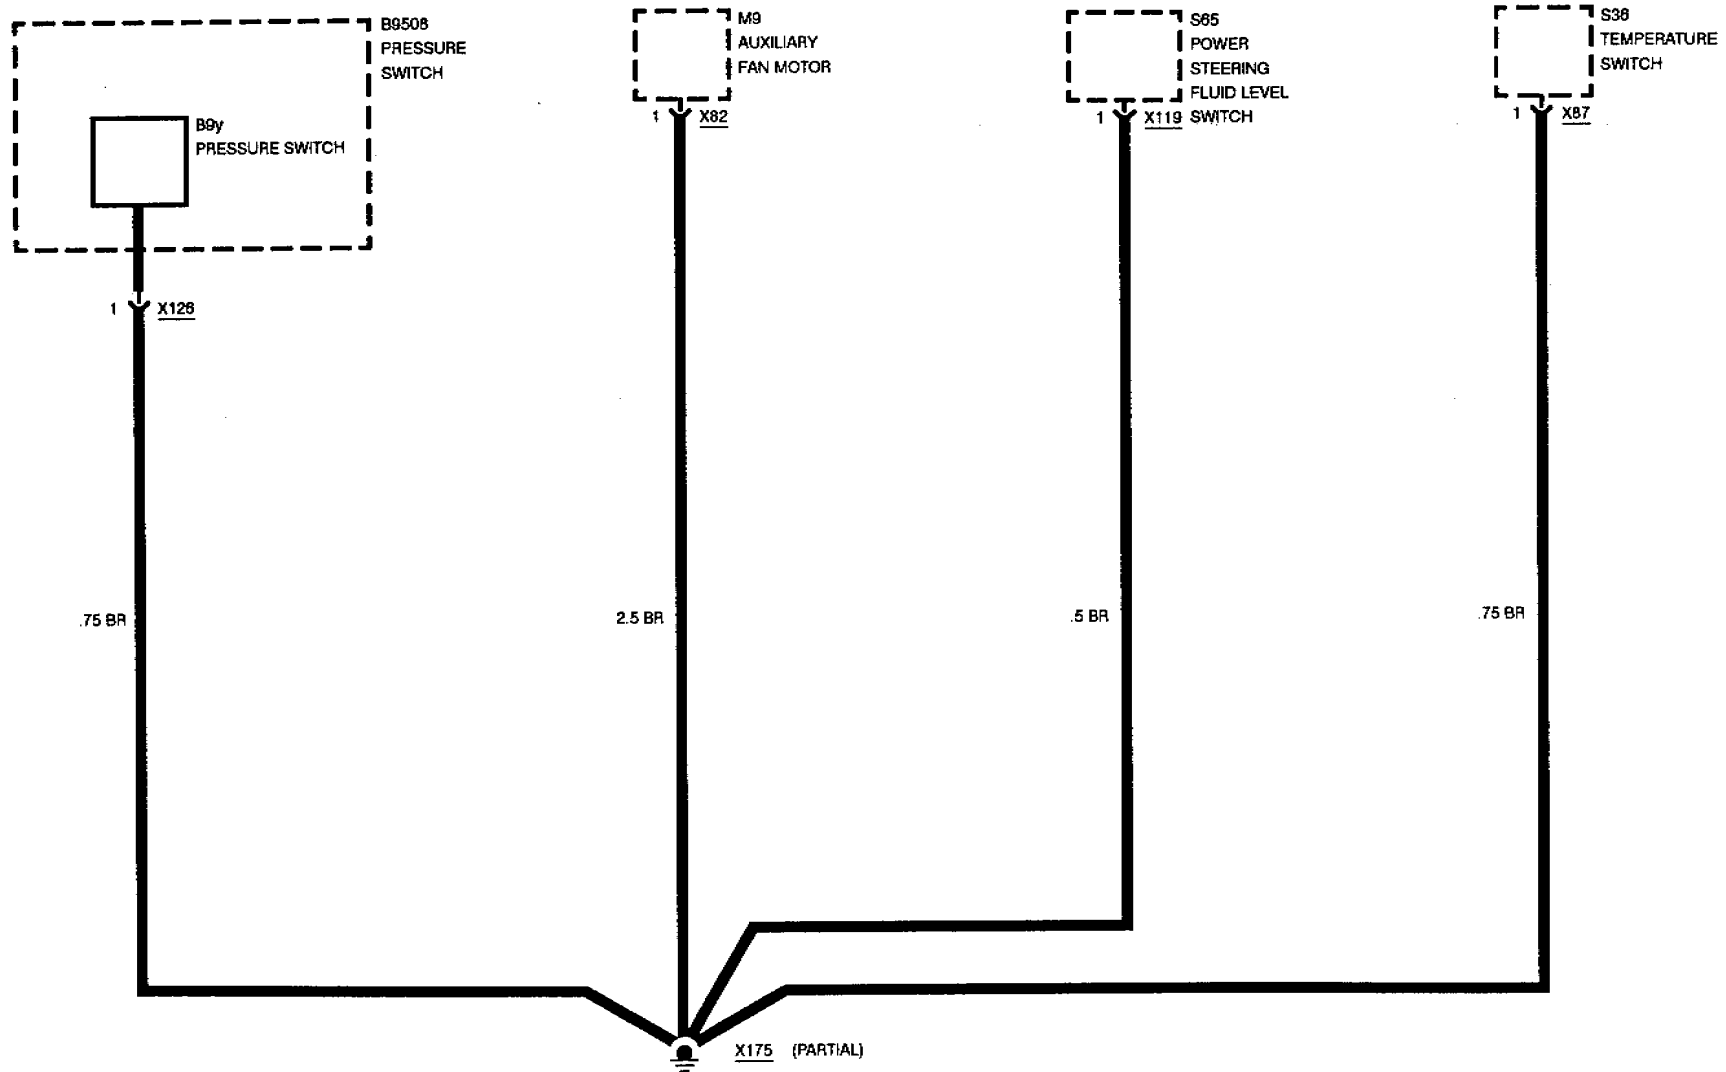 B9508
PRESSURE
SWITCH
B9y
PRESSURE SWITCH
1
X126
M9
AUXILIARY
FAN MOTOR
1
X82
S65
POWER
STEERING
FLUID LEVEL
SWITCH
1
X119
S36
TEMPERATURE
SWITCH
1
X87
.75 BR
2.5 BR
.5 BR
.75 BR
X175 (PARTIAL)